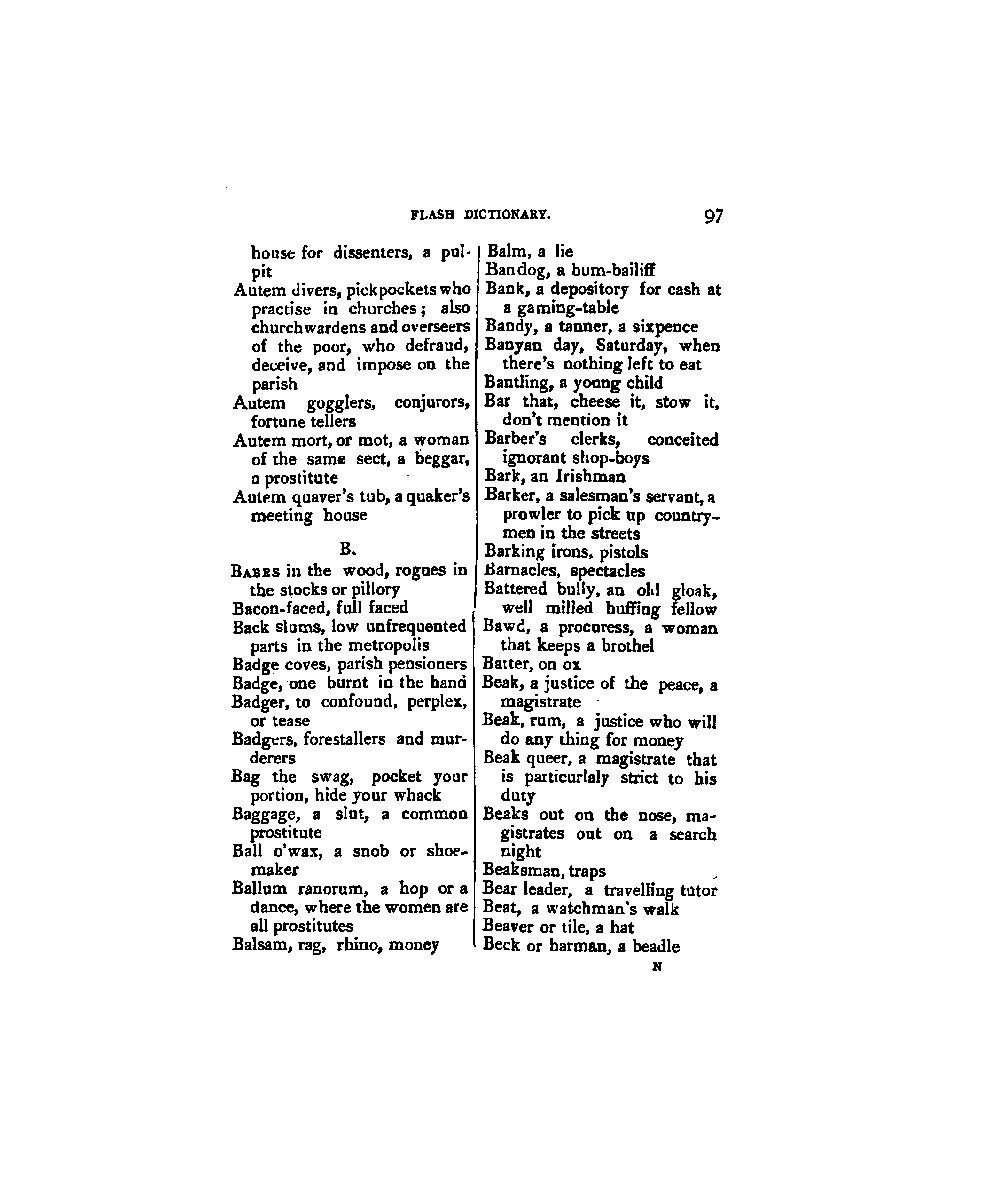 FLASH DICTIONARY. 97
house for dissenters, a pul-
pit
Autem divers, pickpockets who
practise in churches; also
churchwardens and overseers
of the poor, who defraud,
deceive, and impose on the
parish
Autem gogglers, conjurors,
fortune tellers
Autem mort, or mot, a woman
of the same sect, a beggar,
a prostitute
Autem quaver's tub, a quaker's
meeting house
B.
BABES in the wood, rogues in
the stocks or pillory
Bacon-faced, full faced
Back slums, low unfrequented
parts in the metropolis
Badge coves, parish pensioners
Badge, one burnt in the hand
Badger, to confound, perplex,
or tease
Badgers, forestallers and mur-
derers
Bag the swag, pocket your
portion, hide your whack
Baggage, a slut, a common
prostitute
Ball o'wax, a snob or shoe-
maker
Ballum ranorum, a hop or a
dance, where the women are
all prostitutes
Balsam, rag, rhino, money
Balm, a lie
Bandog, a bum-bailiff
Bank, a depository for cash at
a gaming-table
Bandy, a tanner, a sixpence
Banyan day, Saturday, when
there's nothing left to eat
Bantling, a young child
Bar that, cheese it, stow it,
don't mention it
Barber's clerks, conceited
ignorant shop-boys
Bark, an Irishman
Barker, a salesman's servant, a
prowler to pick up country-
men in the streets
Barking irons, pistols
Barnacles, spectacles
Battered bully, an old gloak,
well milled huffing fellow
Bawd, a procuress, a woman
that keeps a brothel
Batter, on ox
Beak, a justice of the peace, a
magistrate
Beak, rum, a justice who will
do any thing for money
Beak queer, a magistrate that
is particurlaly strict to his
duty
Beaks out on the nose, ma-
gistrates out on a search
night
Beaksman, traps
Bear leader, a travelling tutor
Beat, a watchman's walk
Beaver or tile, a hat
Beck or harman, a beadle
N